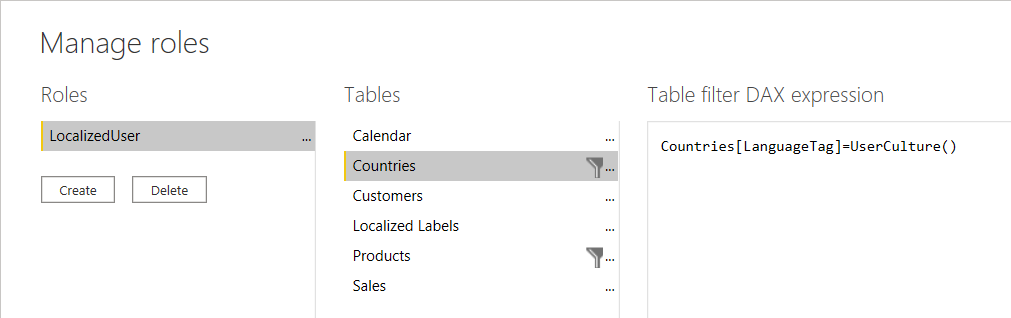 Manage roles
Roles
Tables
Table filter DAX expression
LocalizedUser ...
Create
Delete
Calendar ...
Countries ...
Customers ...
Localized Labels ...
Products ...
Sales ...
Countries[LanguageTag]=UserCulture()